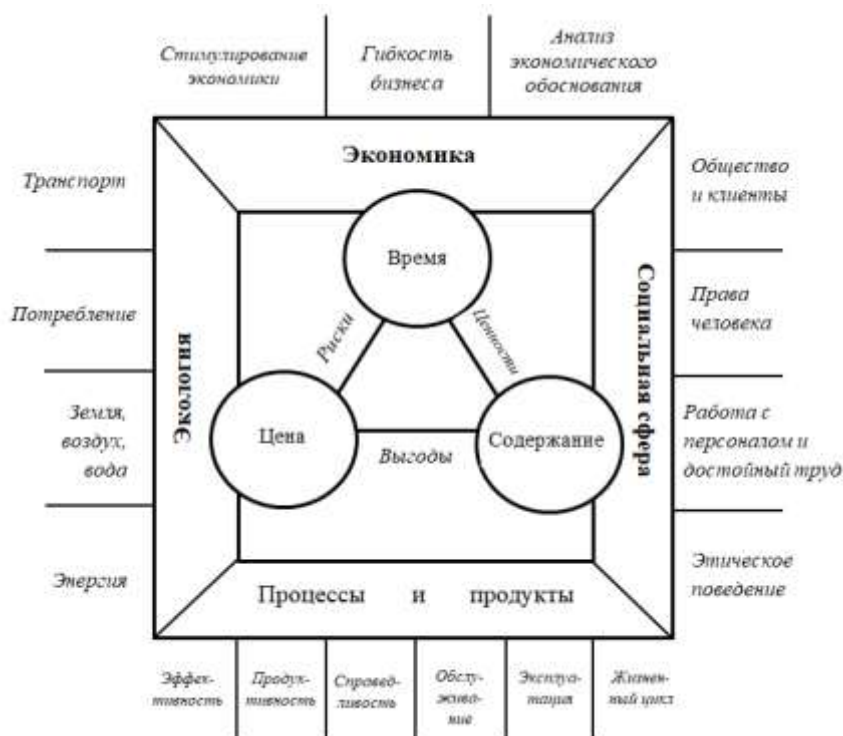 Стимулирование
экономики
Гибкость
бизнеса
Анализ
экономического
обоснования
Экономика
Транспорт
Потребление
Земля,
воздух,
вода
Энергия
Экология
Время
Риски
Ценности
Цена
Выгоды
Содержание
Социальная сфера
Общество
и клиенты
Права
человека
Работа с
персоналом и
достойный труд
Этическое
поведение
Процессы и продукты
Эффек-
тивность
Продук-
тивность
Справед-
ливость
Обслу-
жива-
ние
Эксплуа-
тация
Жизнен-
ный цикл